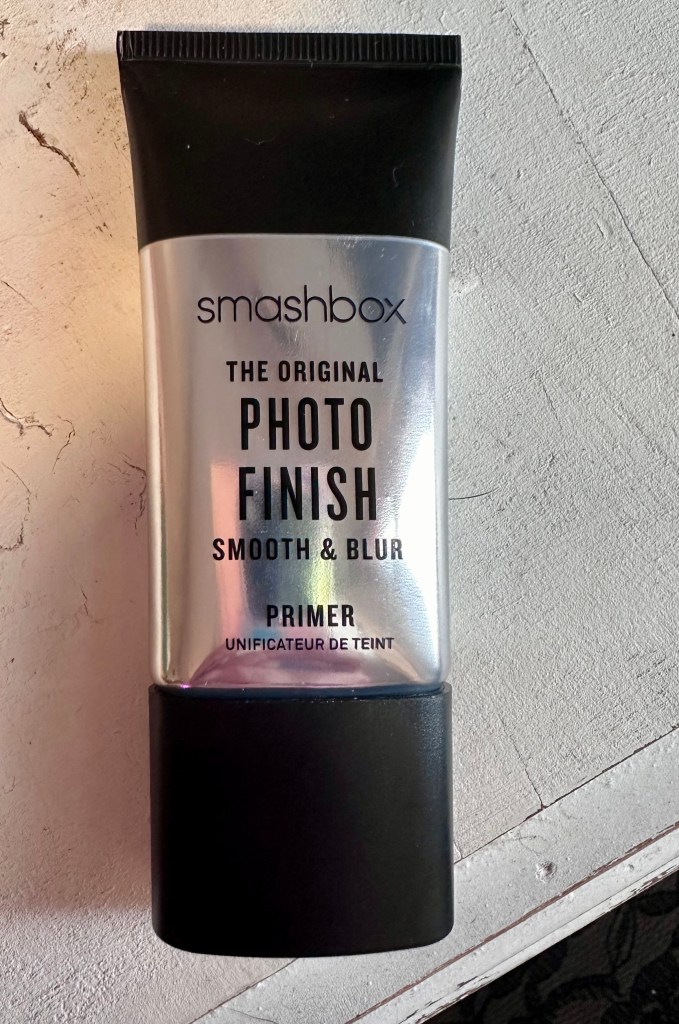 smashbox
THE ORIGINAL
PHOTO
FINISH
SMOOTH & BLUR
PRIMER
UNIFICATEUR DE TEINT